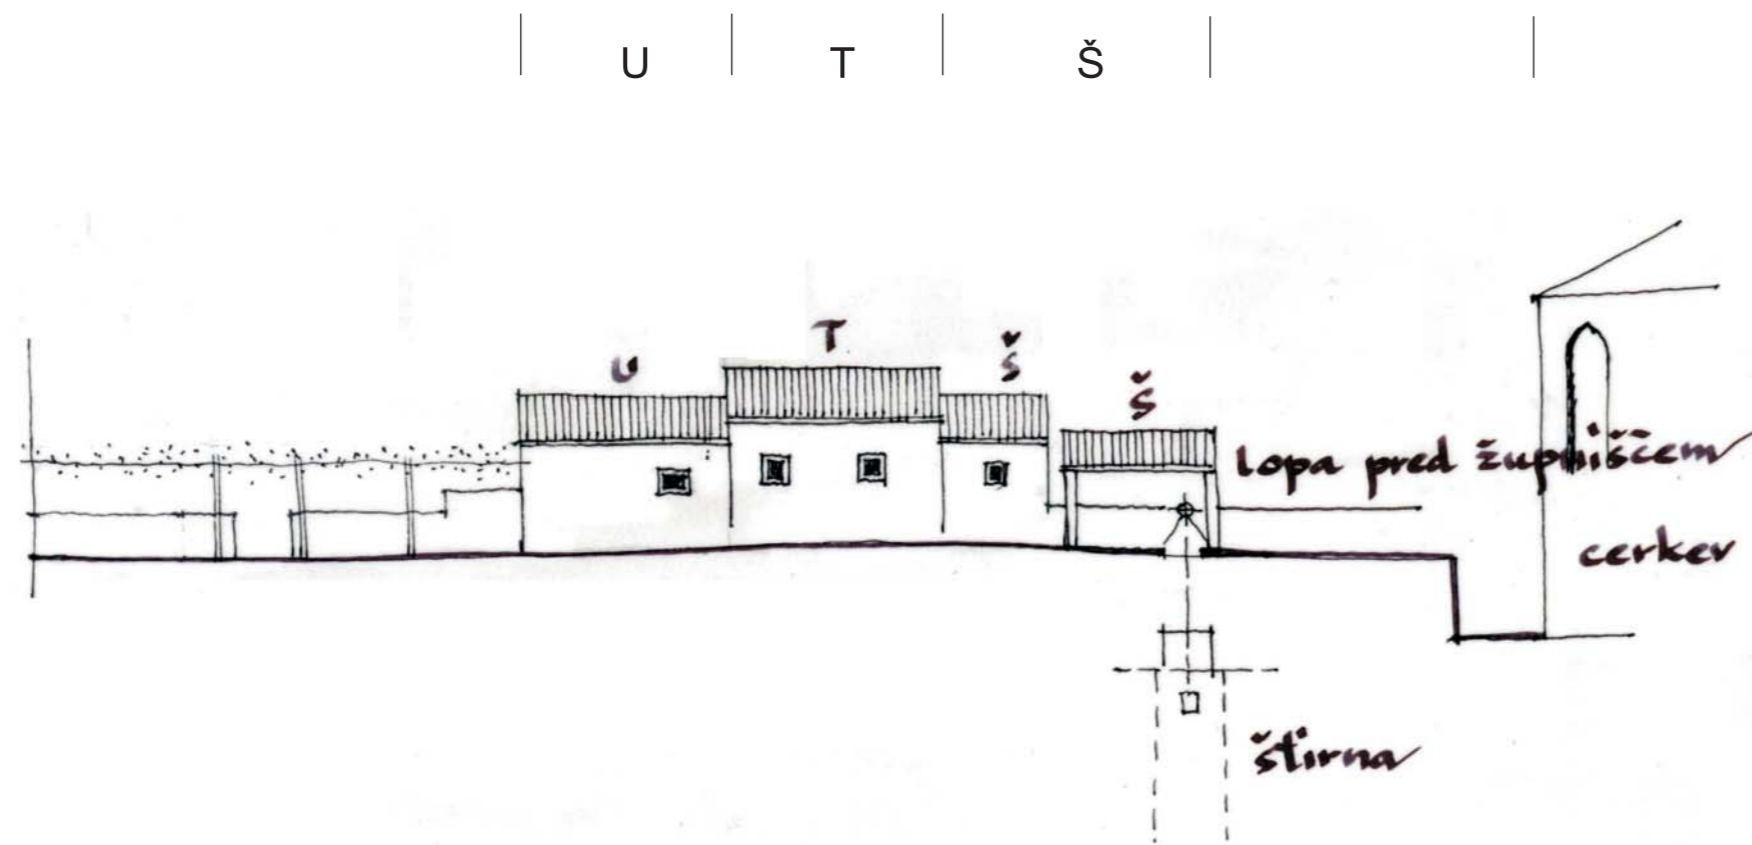 U T Š
T
U Š
Š
lopa pred župniščem
cerkev
štirna